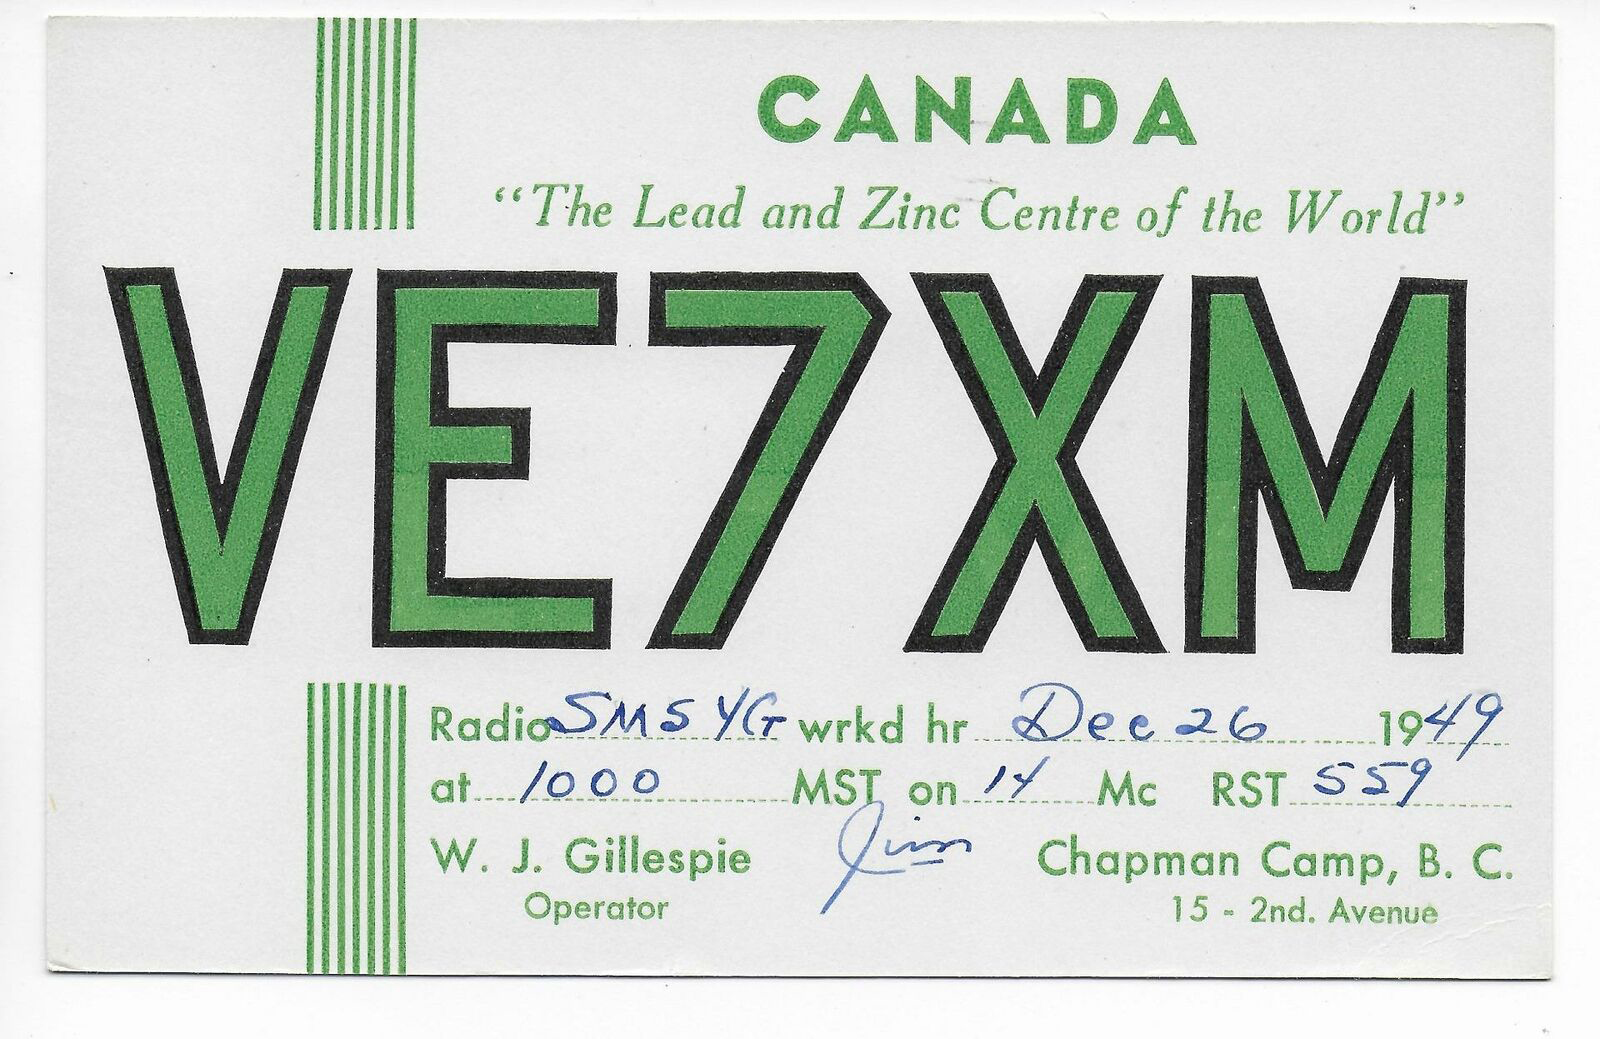 CANADA
"The Lead and Zinc Centre of the World"
VE7XM
Radio SM5YG wrkd hr Dec 26 1949
at 1000 MST on 14 Mc RST 559
W. J. Gillespie Jim Chapman Camp, B. C.
Operator 15 - 2nd. Avenue